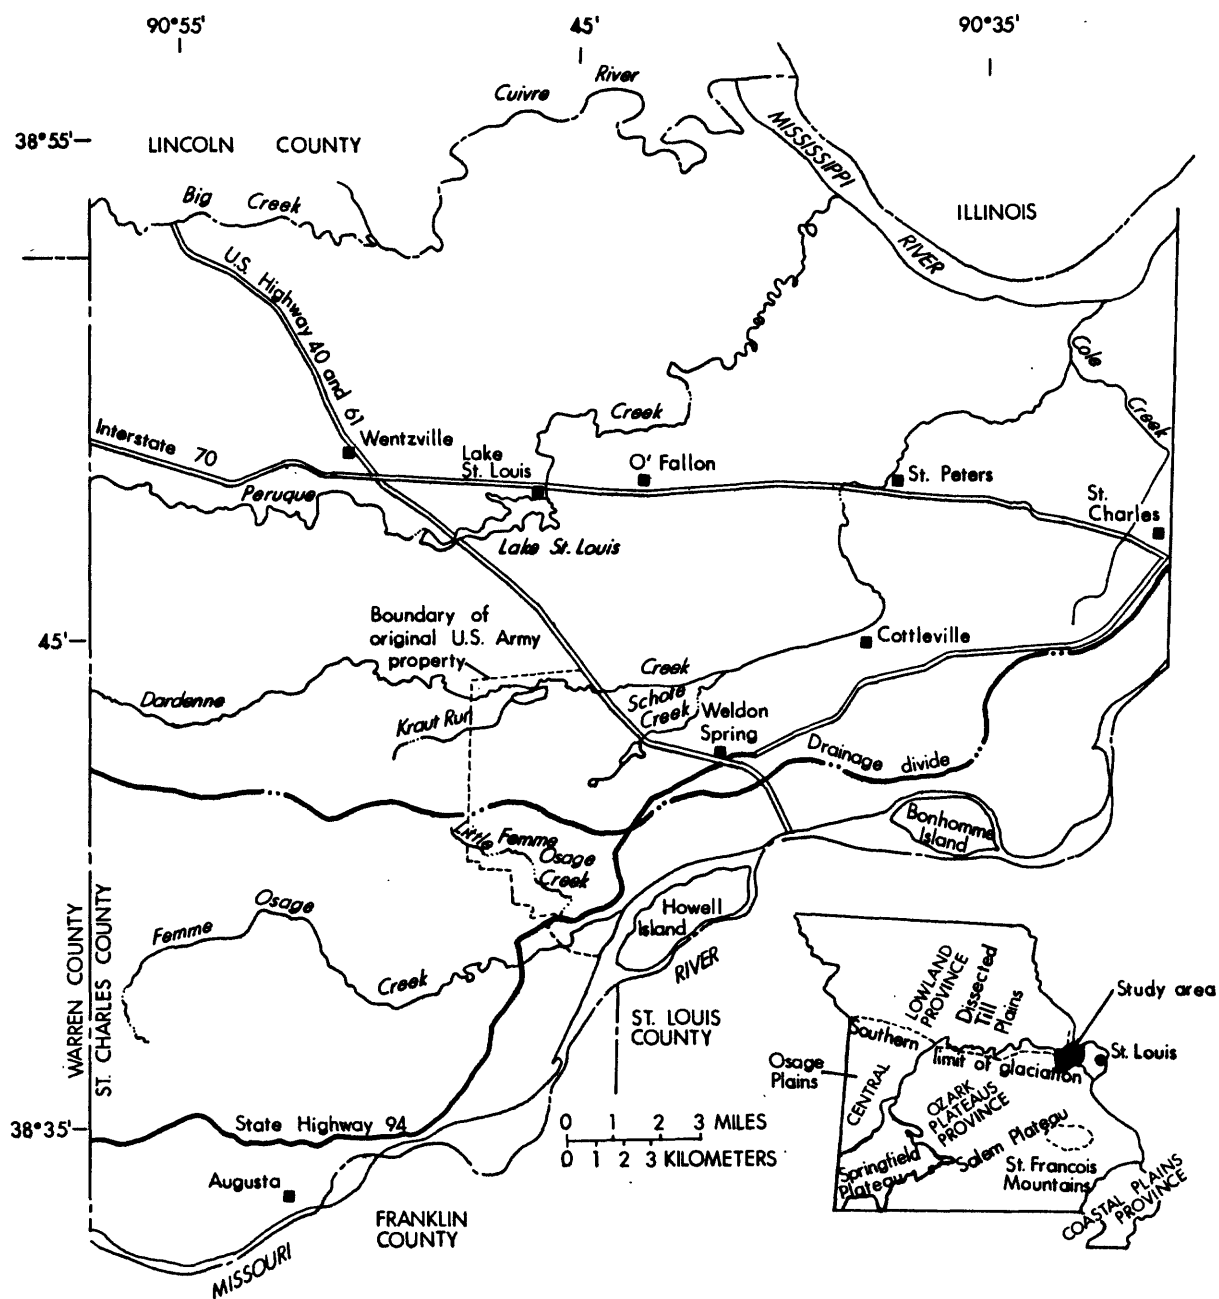 90°55'
45'
90°35'
Cuivre River
38°55'
LINCOLN COUNTY
MISSISSIPPI
RIVER
Big Creek
ILLINOIS
U.S. Highway 40 and 61
Cole
Creek
Creek
Interstate 70
Wentzville
Lake
St. Louis
O' Fallon
St. Peters
St.
Charles
Peruque
Lake St. Louis
Boundary of
original U.S. Army
property
45'
Cottleville
Creek
Dardenne
Schote
Creek
Kraut Run
Weldon
Spring
Drainage divide
Bonhomme
Island
Little Femme
Osage
Creek
Osage
Femme
Howell
Island
Creek
RIVER
WARREN COUNTY
ST. CHARLES COUNTY
ST. LOUIS
COUNTY
LOWLAND
PROVINCE
Dissected
Till
Plains
Study area
Southern limit of glaciation
St. Louis
Osage
Plains
CENTRAL
OZARK
PLATEAUS
PROVINCE
Salem Plateau
Springfield
Plateau
St. Francois
Mountains
COASTAL PLAINS
PROVINCE
38°35'
State Highway 94
0 1 2 3 MILES
0 1 2 3 KILOMETERS
Augusta
FRANKLIN
COUNTY
MISSOURI